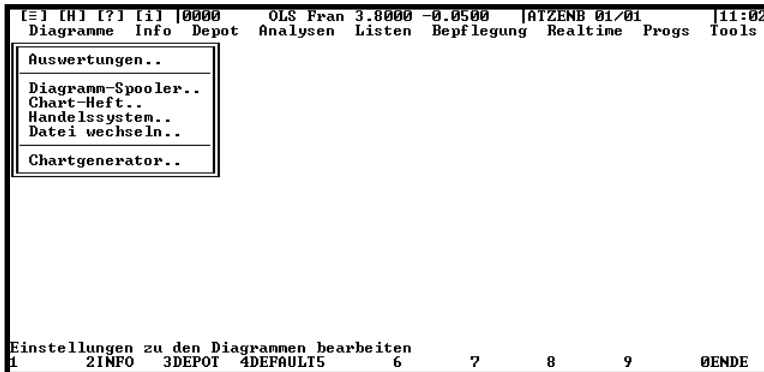 [≡] [H] [?] [i] |0000 OLS Fran 3.8000 -0.0500 |ATZENB 01/01 |11:02
Diagramme Info Depot Analysen Listen Bepflegung Realtime Progs Tools
Auswertungen..
Diagramm-Spooler..
Chart-Heft..
Handelssystem..
Datei wechseln..
Chartgenerator..
Einstellungen zu den Diagrammen bearbeiten
1 2INFO 3DEPOT 4DEFAULT5 6 7 8 9 0ENDE